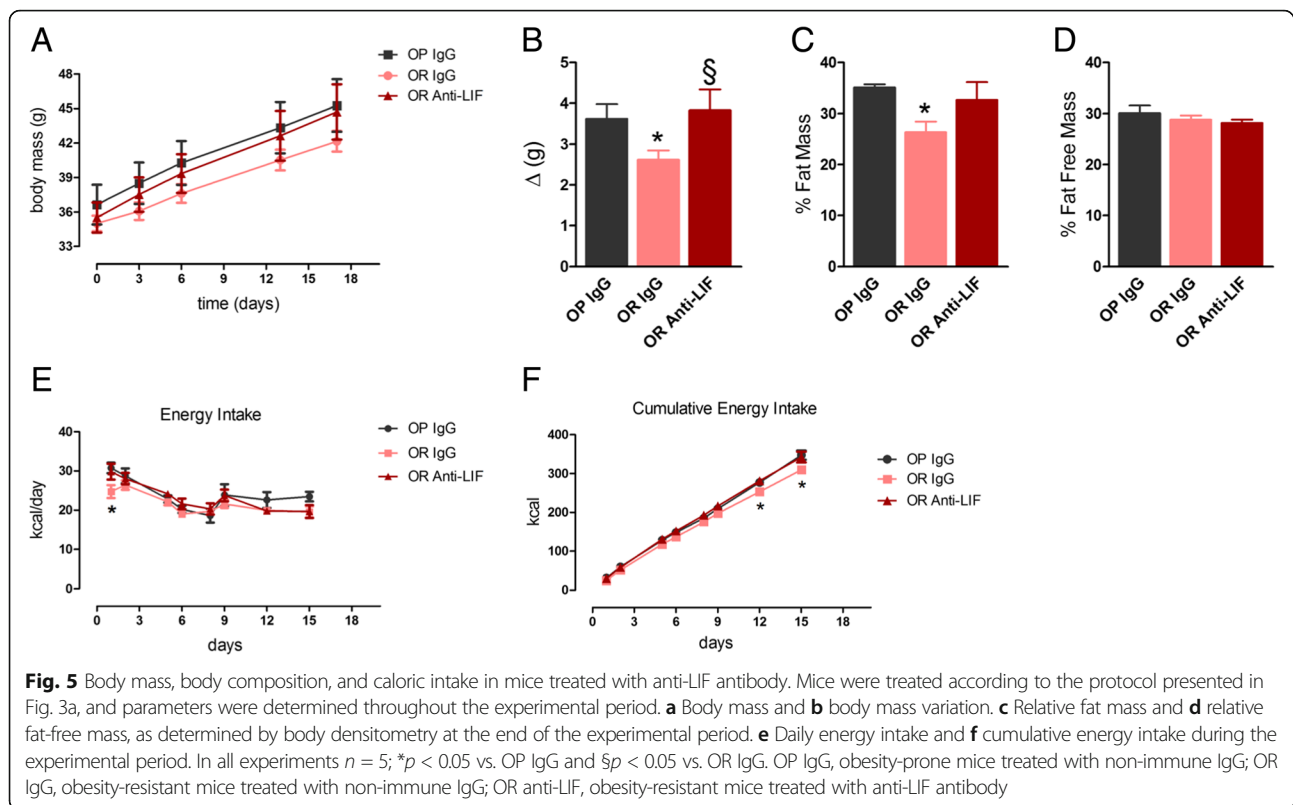 A
OP IgG
OR IgG
OR Anti-LIF
body mass (g)
48
45
42
39
36
33
0 3 6 9 12 15 18
time (days)
B
Δ (g)
5
4
3
2
1
0
*
§
OP IgG
OR IgG
OR Anti-LIF
C
% Fat Mass
40
30
20
10
0
*
OP IgG
OR IgG
OR Anti-LIF
D
% Fat Free Mass
40
30
20
10
0
OP IgG
OR IgG
OR Anti-LIF
E
Energy Intake
OP IgG
OR IgG
OR Anti-LIF
kcal/day
40
30
20
10
0
*
0 3 6 9 12 15 18
days
F
Cumulative Energy Intake
OP IgG
OR IgG
OR Anti-LIF
kcal
400
300
200
100
0
*
*
0 3 6 9 12 15 18
days
Fig. 5 Body mass, body composition, and caloric intake in mice treated with anti-LIF antibody. Mice were treated according to the protocol presented in
Fig. 3a, and parameters were determined throughout the experimental period. a Body mass and b body mass variation. c Relative fat mass and d relative
fat-free mass, as determined by body densitometry at the end of the experimental period. e Daily energy intake and f cumulative energy intake during the
experimental period. In all experiments n = 5; *p < 0.05 vs. OP IgG and §p < 0.05 vs. OR IgG. OP IgG, obesity-prone mice treated with non-immune IgG; OR
IgG, obesity-resistant mice treated with non-immune IgG; OR anti-LIF, obesity-resistant mice treated with anti-LIF antibody